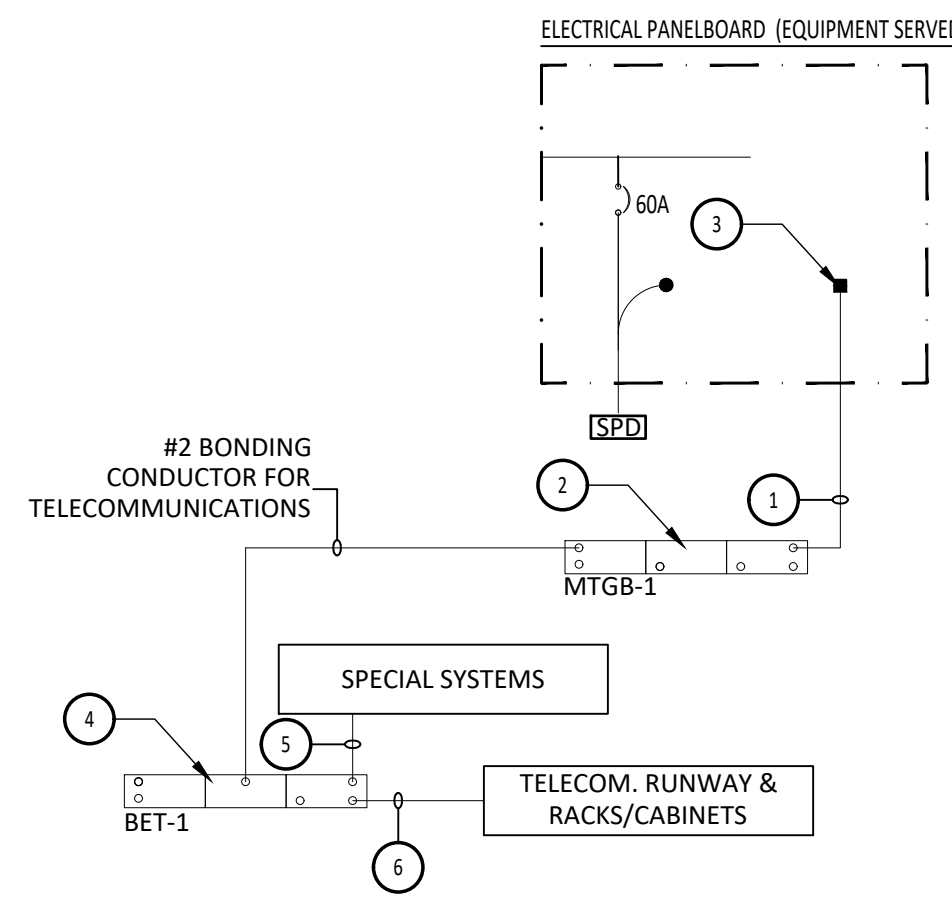 ELECTRICAL PANELBOARD (EQUIPMENT SERVED
60A
3
SPD
#2 BONDING
CONDUCTOR FOR
TELECOMMUNICATIONS
2
1
MTGB-1
SPECIAL SYSTEMS
4
5
TELECOM. RUNWAY &
RACKS/CABINETS
BET-1
6